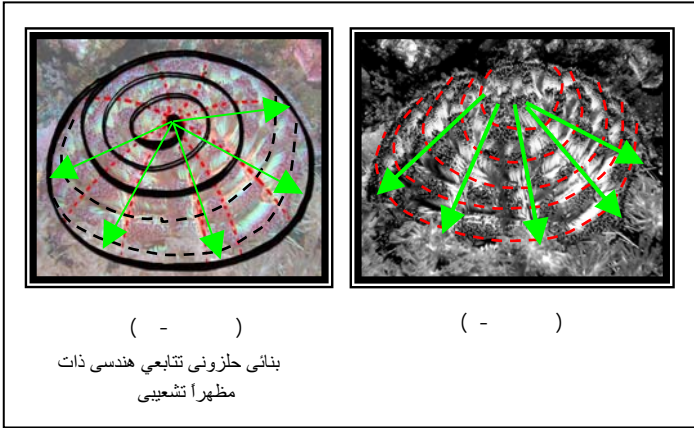 (   -   )
(   -   )
بنائى حلزونى تتابعي هندسى ذات
مظهراً تشعيبى